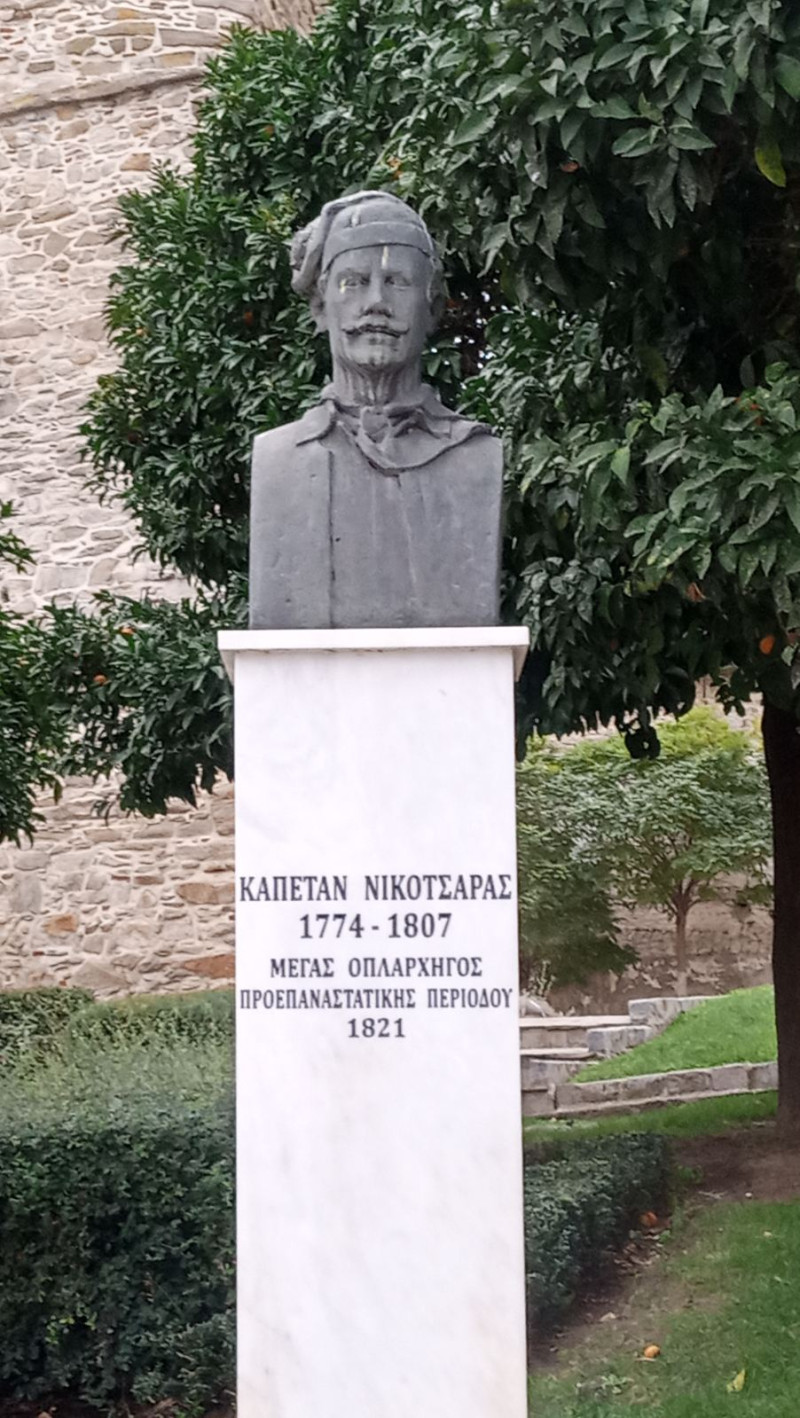 ΚΑΠΕΤΑΝ ΝΙΚΟΤΣΑΡΑΣ
1774 - 1807
ΜΕΓΑΣ ΟΠΛΑΡΧΗΓΟΣ
ΠΡΟΕΠΑΝΑΣΤΑΤΙΚΗΣ ΠΕΡΙΟΔΟΥ
1821